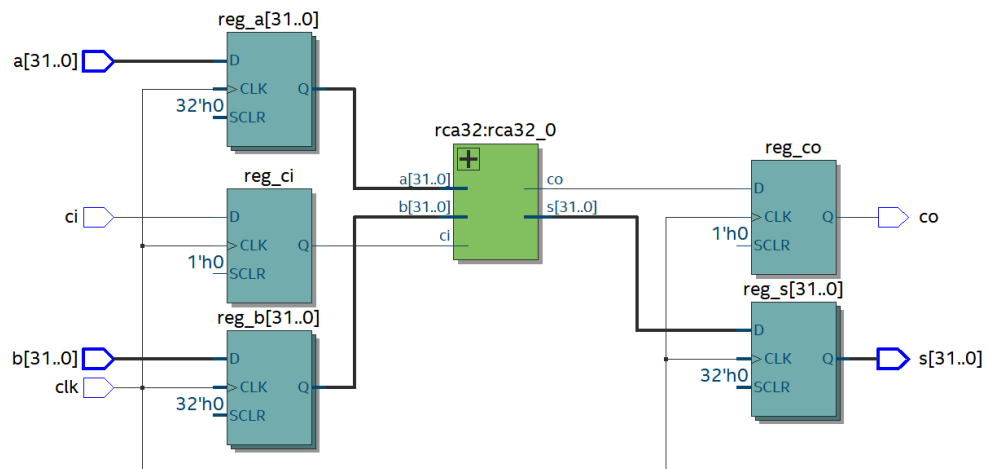 reg_a[31..0]
a[31..0]
D
CLK
Q
32'h0
SCLR
reg_ci
ci
D
CLK
Q
1'h0
SCLR
reg_b[31..0]
b[31..0]
D
clk
CLK
Q
32'h0
SCLR
rca32:rca32_0
+
a[31..0]
co
b[31..0]
s[31..0]
ci
reg_co
D
CLK
Q
co
1'h0
SCLR
reg_s[31..0]
D
CLK
Q
s[31..0]
32'h0
SCLR